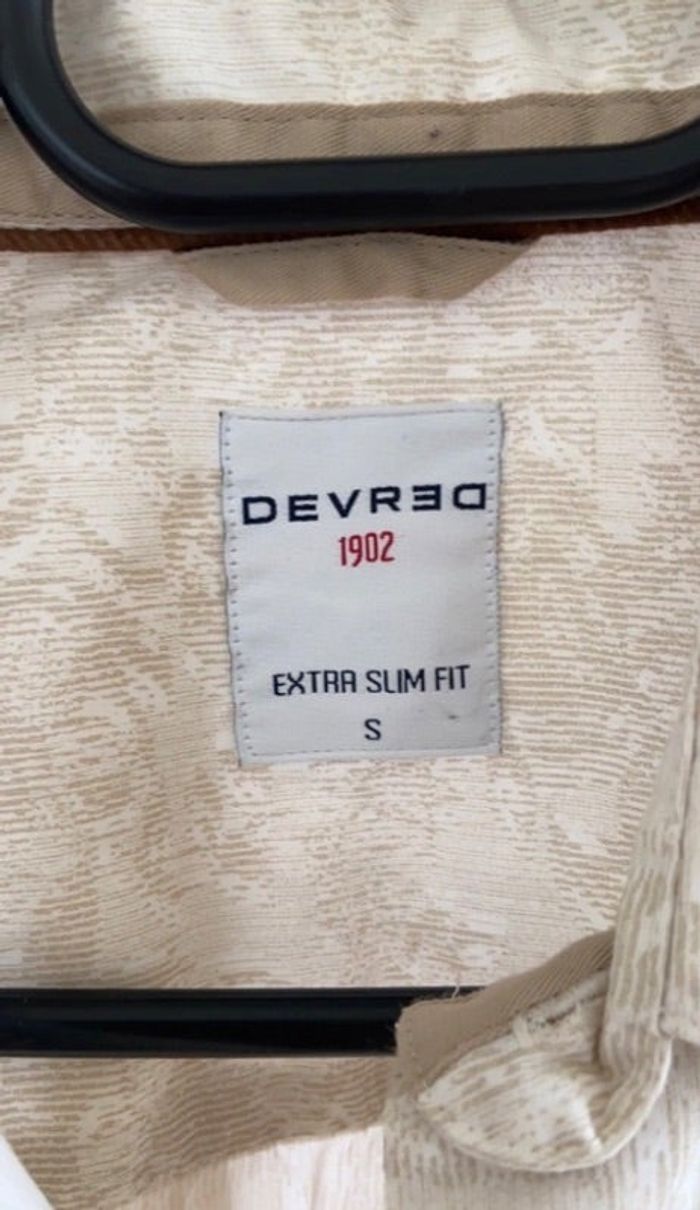 DEVRED
1902
EXTRA SLIM FIT
S